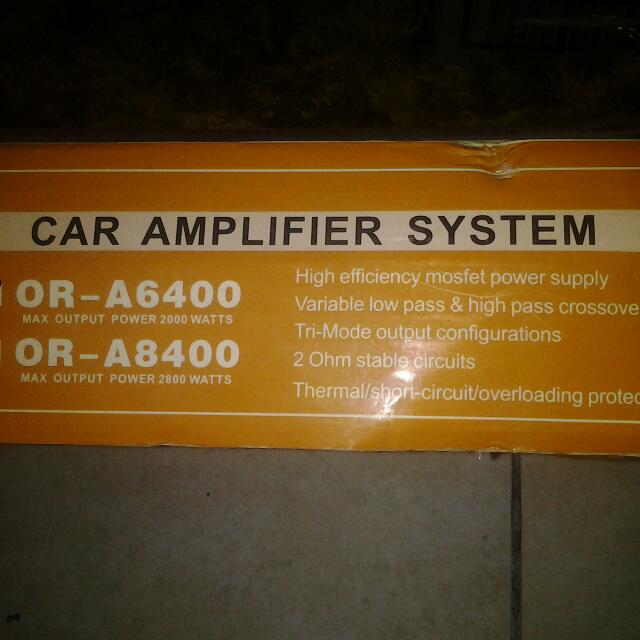 CAR AMPLIFIER SYSTEM
OR-A6400
MAX OUTPUT POWER 2000 WATTS
OR-A8400
MAX OUTPUT POWER 2800 WATTS
High efficiency mosfet power supply
Variable low pass & high pass crossove
Tri-Mode output configurations
2 Ohm stable circuits
Thermal/short-circuit/overloading protec